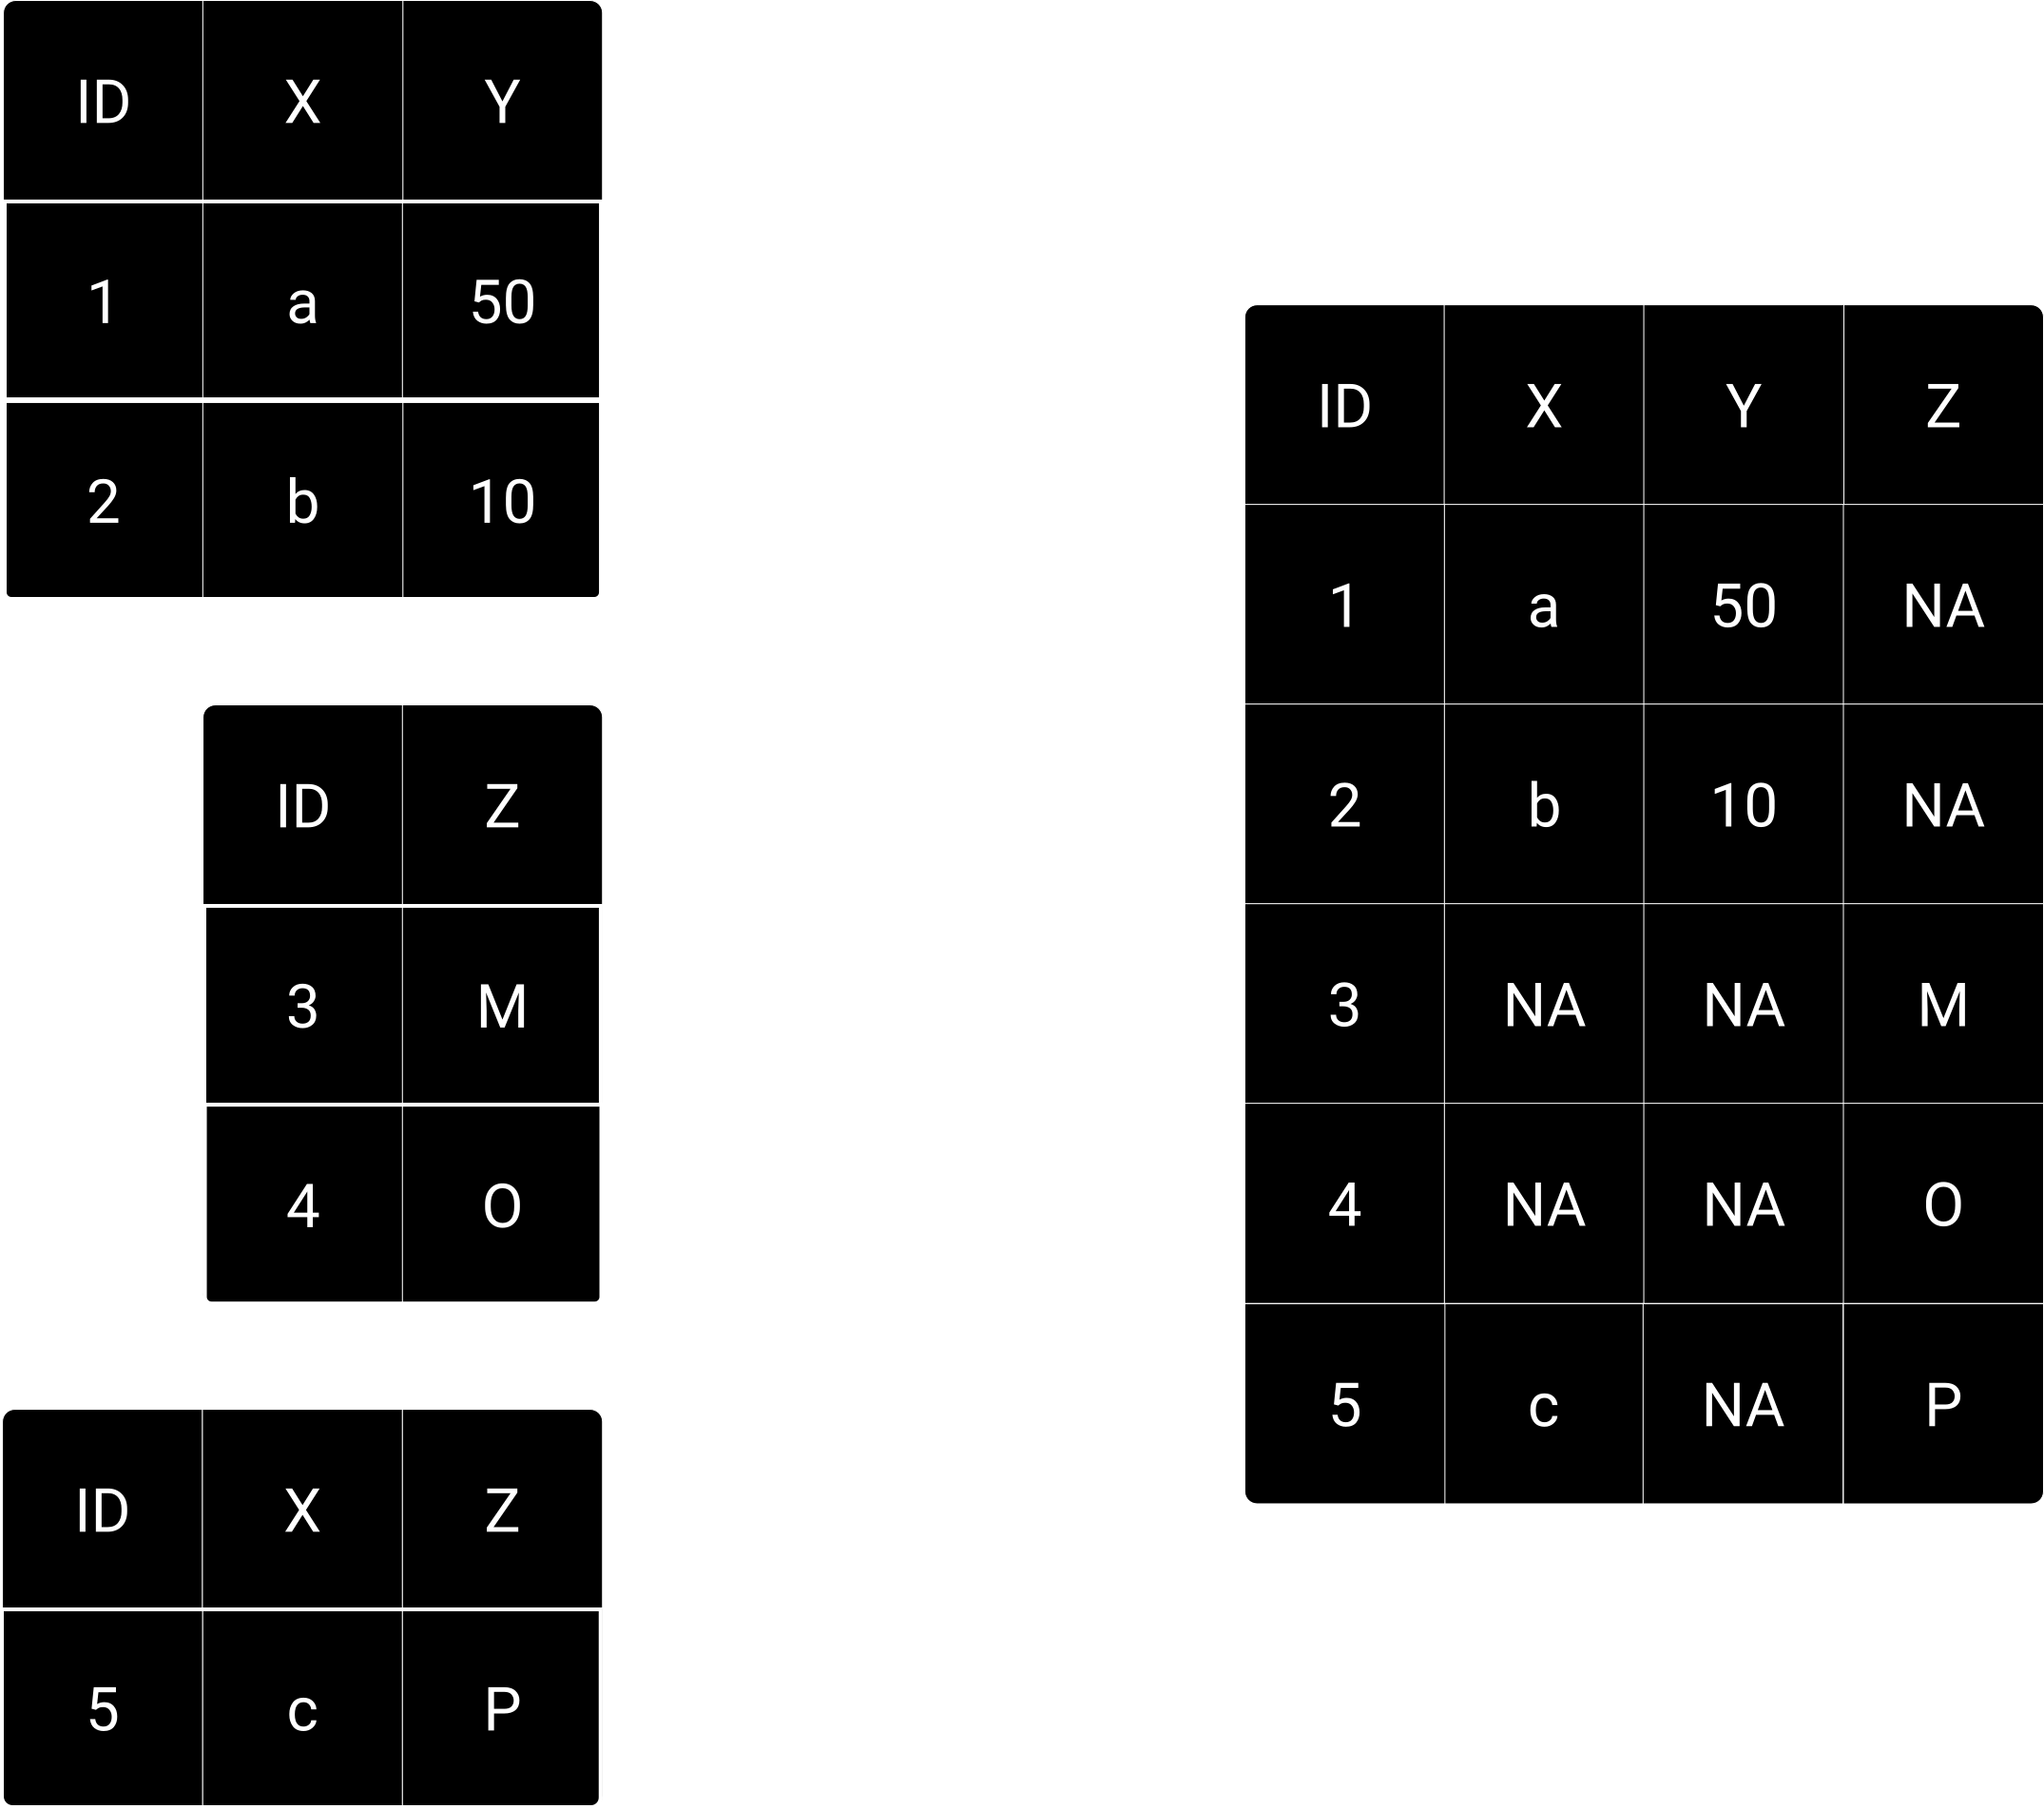 ID X Y
1 a 50
2 b 10
ID Z
3 M
4 O
ID X Z
5 c P
ID X Y Z
1 a 50 NA
2 b 10 NA
3 NA NA M
4 NA NA O
5 c NA P